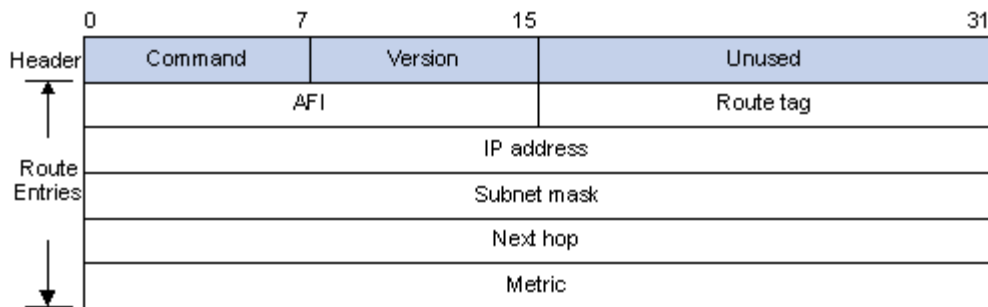 0 7 15 31
Header Command Version Unused
AFI Route tag
IP address
Route
Entries
Subnet mask
Next hop
Metric